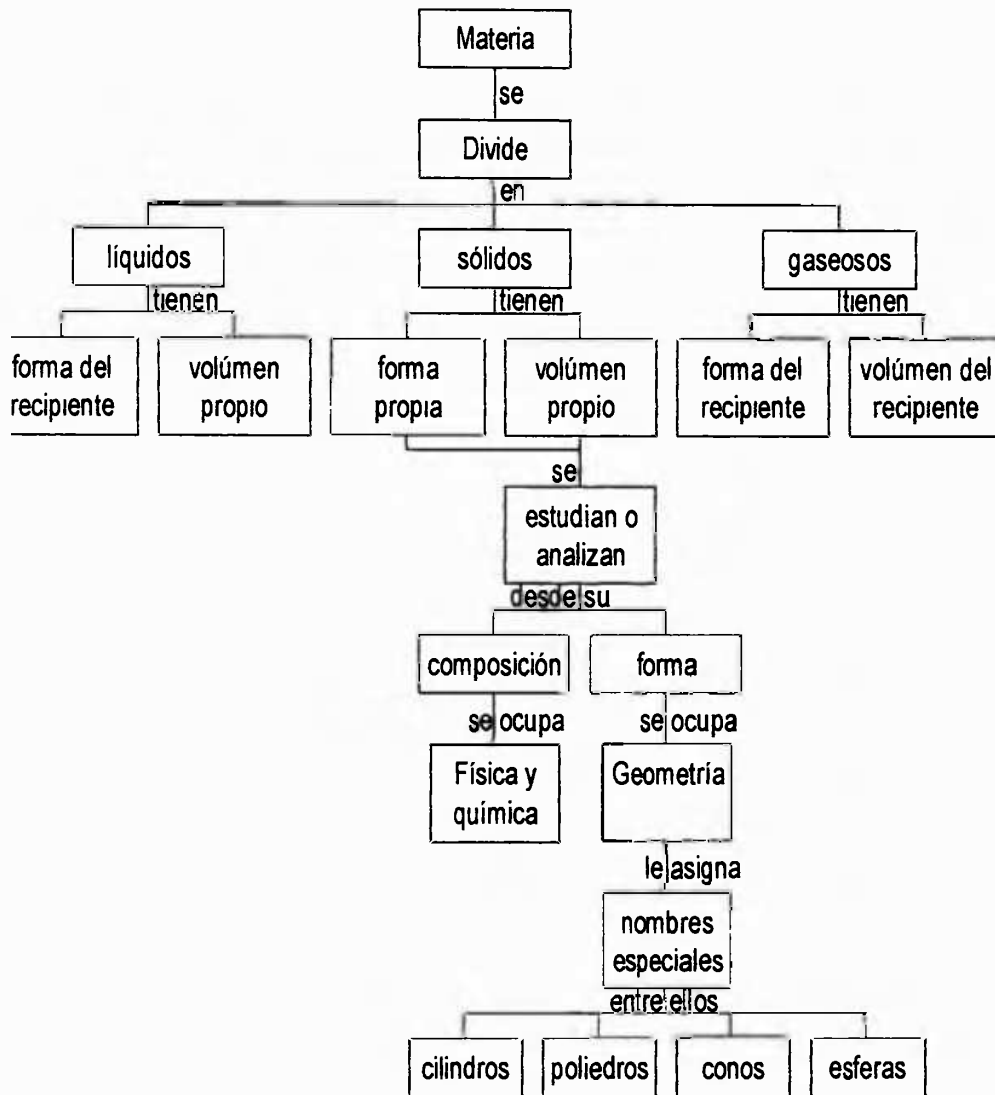 Materia
se
Divide
en
líquidos
sólidos
gaseosos
tienen
tienen
tienen
forma del
recipiente
volúmen
propio
forma
propia
volúmen
propio
forma del
recipiente
volúmen del
recipiente
se
estudian o
analizan
desde su
composición
forma
se ocupa
se ocupa
Física y
química
Geometría
le asigna
nombres
especiales
entre ellos
cilindros
poliedros
conos
esferas